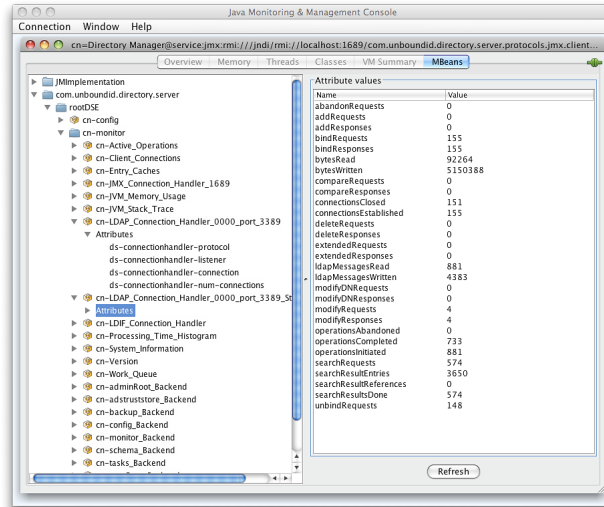 Java Monitoring & Management Console
Connection Window Help
cn=Directory Manager@service:jmx:rmi:///jndi/rmi://localhost:1689/com.unboundid.directory.server.protocols.jmx.client...
Overview Memory Threads Classes VM Summary MBeans
JMImplementation
com.unboundid.directory.server
rootDSE
cn-config
cn-monitor
cn-Active_Operations
cn-Client_Connections
cn-Entry_Caches
cn-JMX_Connection_Handler_1689
cn-JVM_Memory_Usage
cn-JVM_Stack_Trace
cn-LDAP_Connection_Handler_0000_port_3389
Attributes
ds-connectionhandler-protocol
ds-connectionhandler-listener
ds-connectionhandler-connection
ds-connectionhandler-num-connections
cn-LDAP_Connection_Handler_0000_port_3389_St
Attributes
cn-LDIF_Connection_Handler
cn-Processing_Time_Histogram
cn-System_Information
cn-Version
cn-Work_Queue
cn-adminRoot_Backend
cn-adstruststore_Backend
cn-backup_Backend
cn-config_Backend
cn-monitor_Backend
cn-schema_Backend
cn-tasks_Backend
Attribute values
Name Value
abandonRequests 0
addRequests 0
addResponses 0
bindRequests 155
bindResponses 155
bytesRead 92264
bytesWritten 5150388
compareRequests 0
compareResponses 0
connectionsClosed 151
connectionsEstablished 155
deleteRequests 0
deleteResponses 0
extendedRequests 0
extendedResponses 0
ldapMessagesRead 881
ldapMessagesWritten 4383
modifyDNRequests 0
modifyDNResponses 0
modifyRequests 4
modifyResponses 4
operationsAbandoned 0
operationsCompleted 733
operationsInitiated 881
searchRequests 574
searchResultEntries 3650
searchResultReferences 0
searchResultsDone 574
unbindRequests 148
Refresh